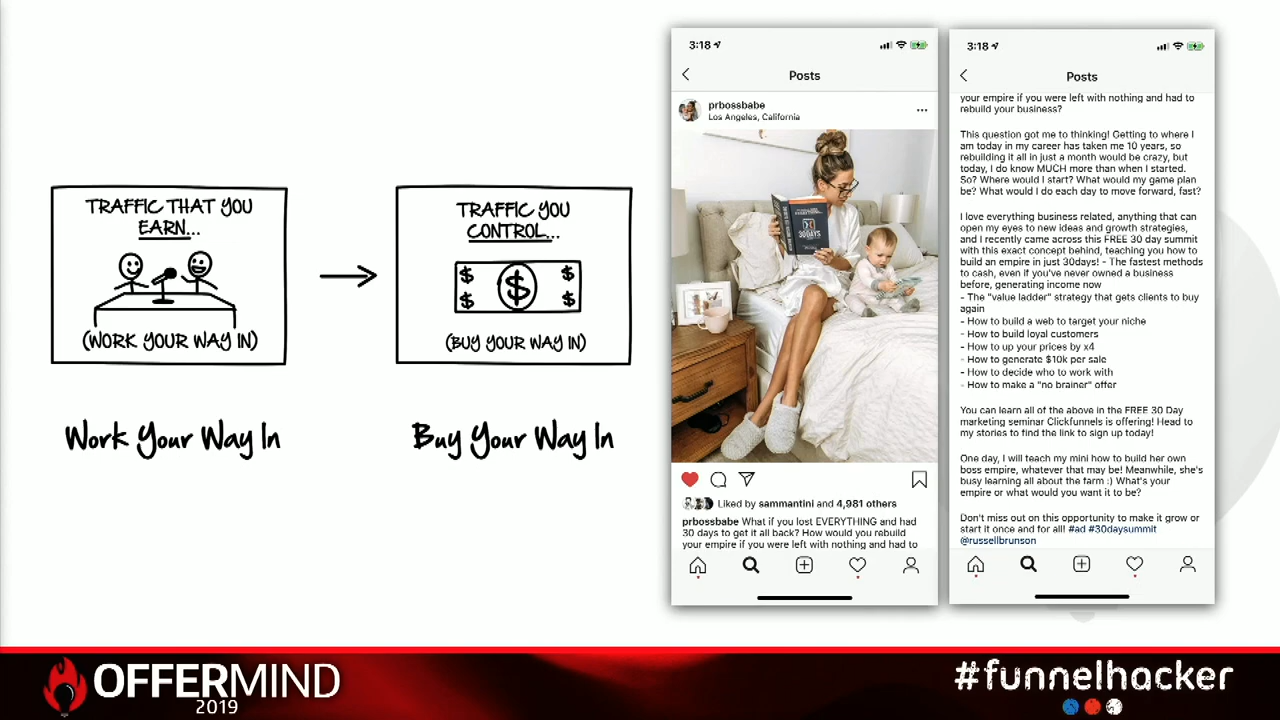 TRAFFIC THAT YOU
EARN...
(WORK YOUR WAY IN)
Work Your Way In
TRAFFIC YOU
CONTROL...
$ $
$
$ $
(BUY YOUR WAY IN)
Buy Your Way In
3:18
Posts
prbossbabe
Los Angeles, California
30DAYS
Liked by sammantini and 4,981 others
prbossbabe What if you lost EVERYTHING and had
30 days to get it all back? How would you rebuild
your empire if you were left with nothing and had to
3:18
Posts
your empire if you were left with nothing and had to
rebuild your business?
This question got me to thinking! Getting to where I
am today in my career has taken me 10 years, so
rebuilding it all in just a month would be crazy, but
today, I do know MUCH more than when I started.
So? Where would I start? What would my game plan
be? What would I do each day to move forward, fast?
I love everything business related, anything that can
open my eyes to new ideas and growth strategies,
and I recently came across this FREE 30 day summit
with this exact concept behind, teaching you how to
build an empire in just 30days! - The fastest methods
to cash, even if you've never owned a business
before, generating income now
- The "value ladder" strategy that gets clients to buy
again
- How to build a web to target your niche
- How to build loyal customers
- How to up your prices by x4
- How to generate $10k per sale
- How to decide who to work with
- How to make a "no brainer" offer
You can learn all of the above in the FREE 30 Day
marketing seminar Clickfunnels is offering! Head to
my stories to find the link to sign up today!
One day, I will teach my mini how to build her own
boss empire, whatever that may be! Meanwhile, she's
busy learning all about the farm :) What's your
empire or what would you want it to be?
Don't miss out on this opportunity to make it grow or
start it once and for all! #ad #30daysummit
@russellbrunson
OFFERMIND
2019
#funnelhacker